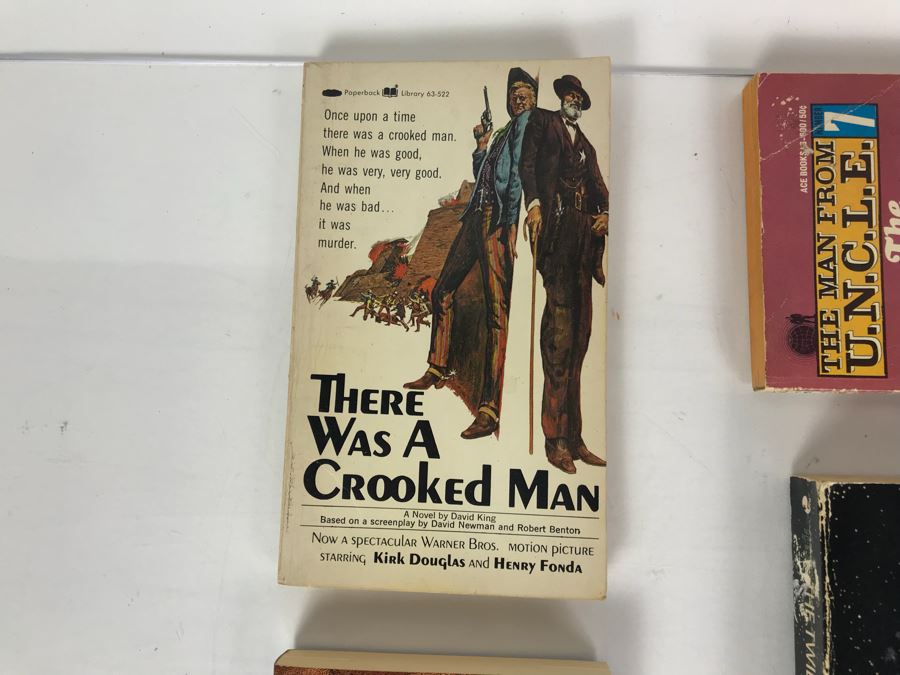 Paperback Library 63-522
Once upon a time
there was a crooked man.
When he was good,
he was very, very good.
And when
he was bad...
it was
murder.
THERE
WAS A
CROOKED MAN
A Novel by David King
Based on a screenplay by David Newman and Robert Benton
NOW A SPECTACULAR WARNER BROS. MOTION PICTURE
STARRING KIRK DOUGLAS AND HENRY FONDA
ACE BOOKS
NUMBER 7
THE MAN FROM
U.N.C.L.E.
The